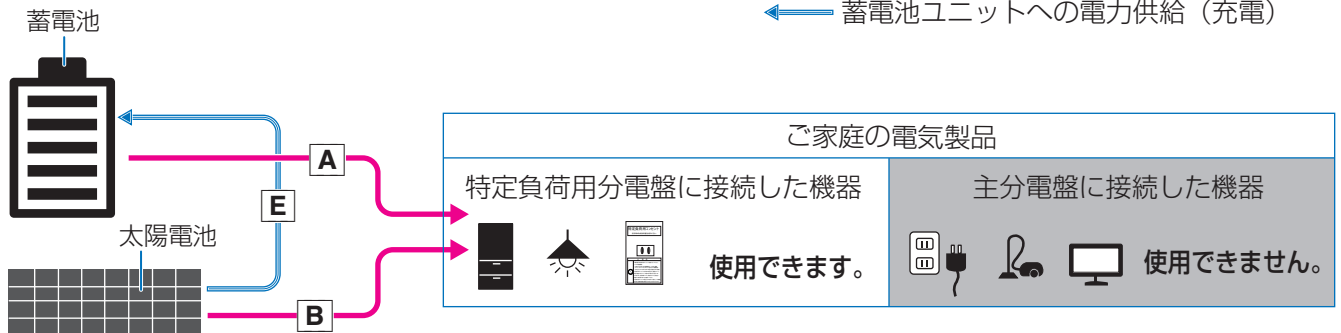 蓄電池ユニットへの電力供給（充電）
蓄電池
ご家庭の電気製品
A
特定負荷用分電盤に接続した機器
主分電盤に接続した機器
E
太陽電池
使用できます。
使用できません。
B